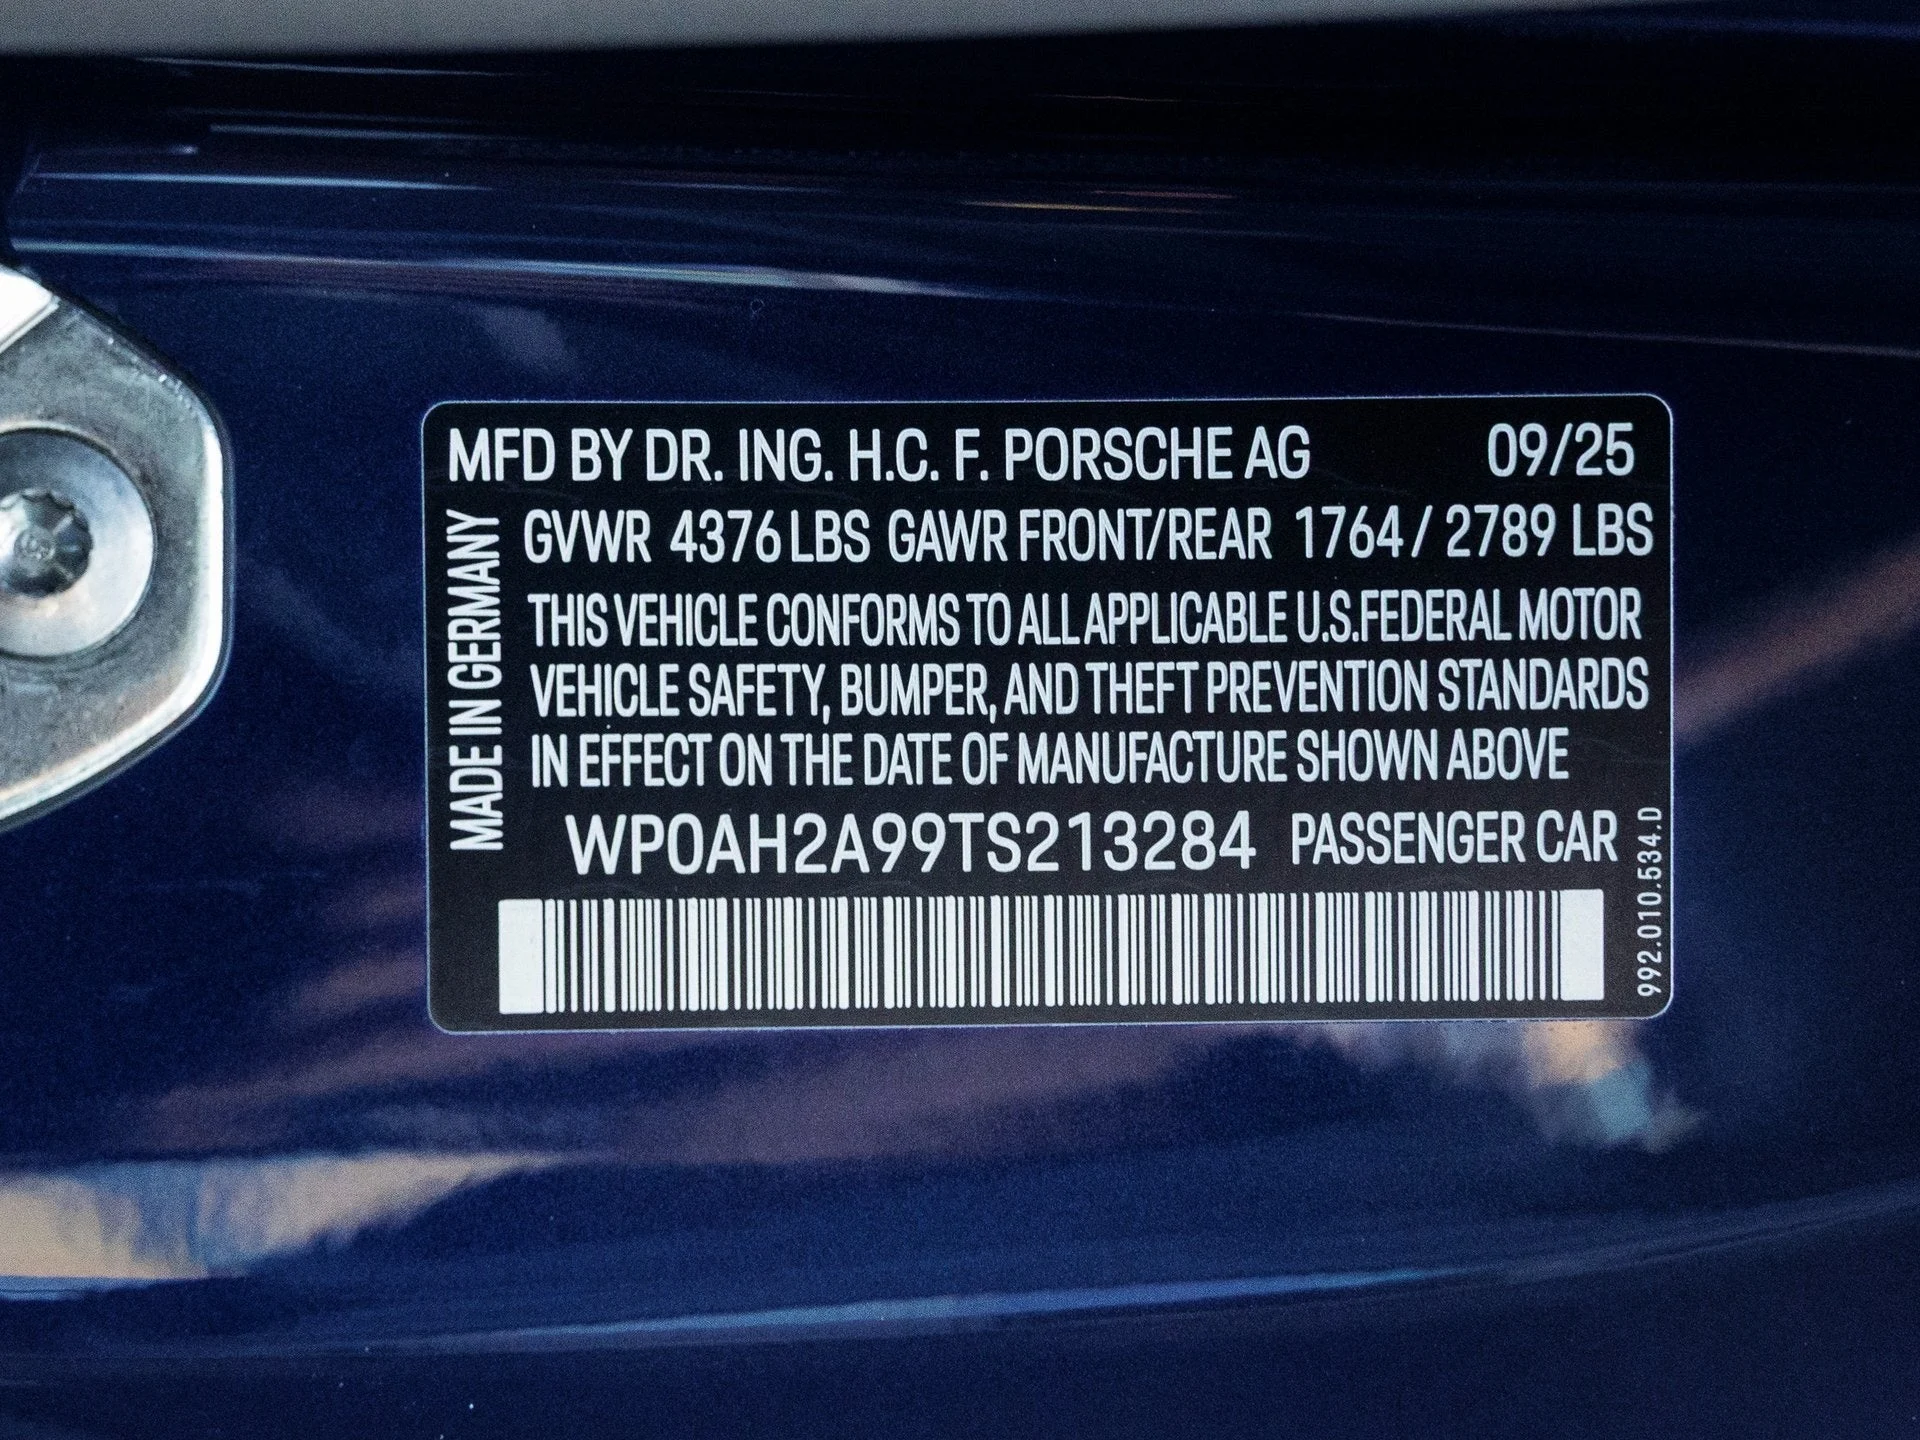 MFD BY DR. ING. H.C. F. PORSCHE AG 09/25
GVWR 4376 LBS GAWR FRONT/REAR 1764 / 2789 LBS
THIS VEHICLE CONFORMS TO ALL APPLICABLE U.S.FEDERAL MOTOR
VEHICLE SAFETY, BUMPER, AND THEFT PREVENTION STANDARDS
IN EFFECT ON THE DATE OF MANUFACTURE SHOWN ABOVE
WP0AH2A99TS213284 PASSENGER CAR
MADE IN GERMANY
992.010.534.D